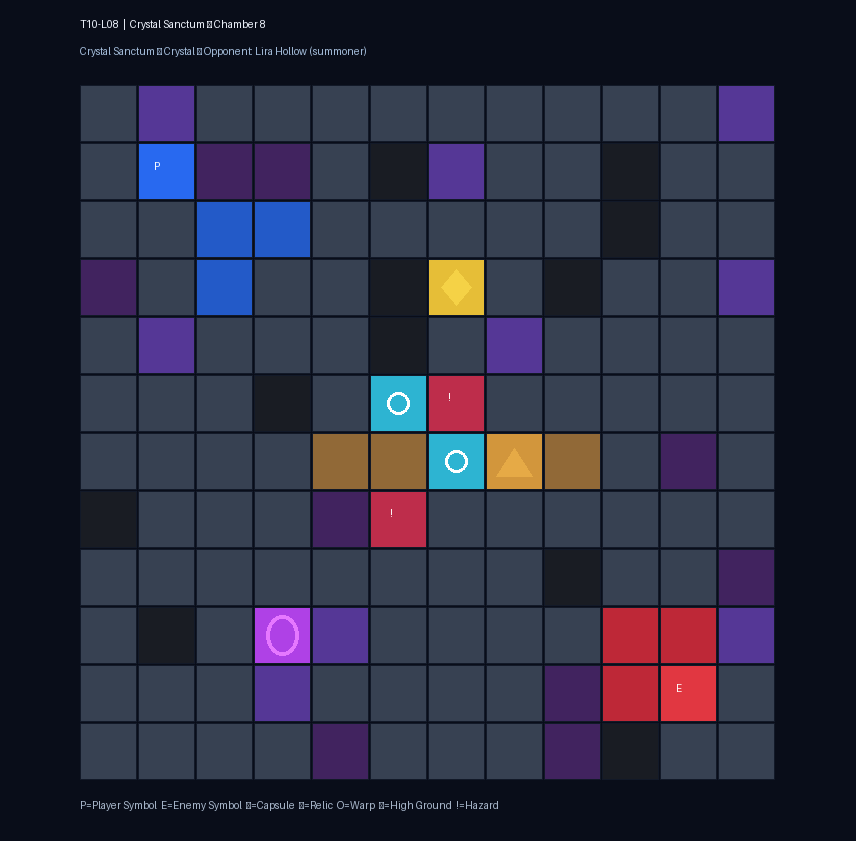 T10-L08 | Crystal Sanctum ▯ Chamber 8
Crystal Sanctum ▯ Crystal ▯ Opponent: Lira Hollow (summoner)
P
!
!
E
P=Player Symbol E=Enemy Symbol ▯=Capsule ▯=Relic O=Warp ▯=High Ground !=Hazard